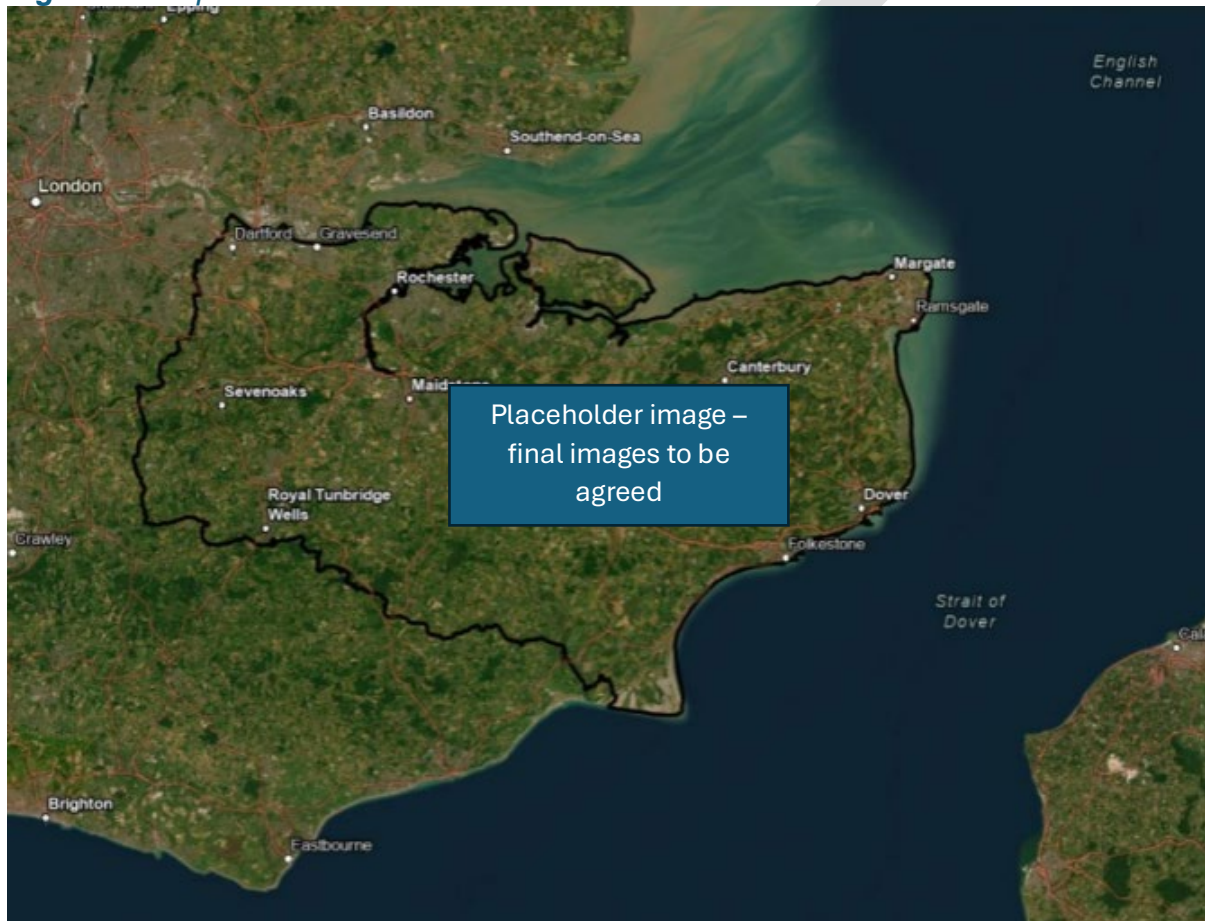 Epping
English
Channel
Basildon
Southend-on-Sea
London
Dartford
Gravesend
Rochester
Margate
Ramsgate
Canterbury
Sevenoaks
Placeholder image –
final images to be
agreed
Royal Tunbridge
Wells
Dover
Crawley
Folkestone
Strait of
Dover
Brighton
Eastbourne